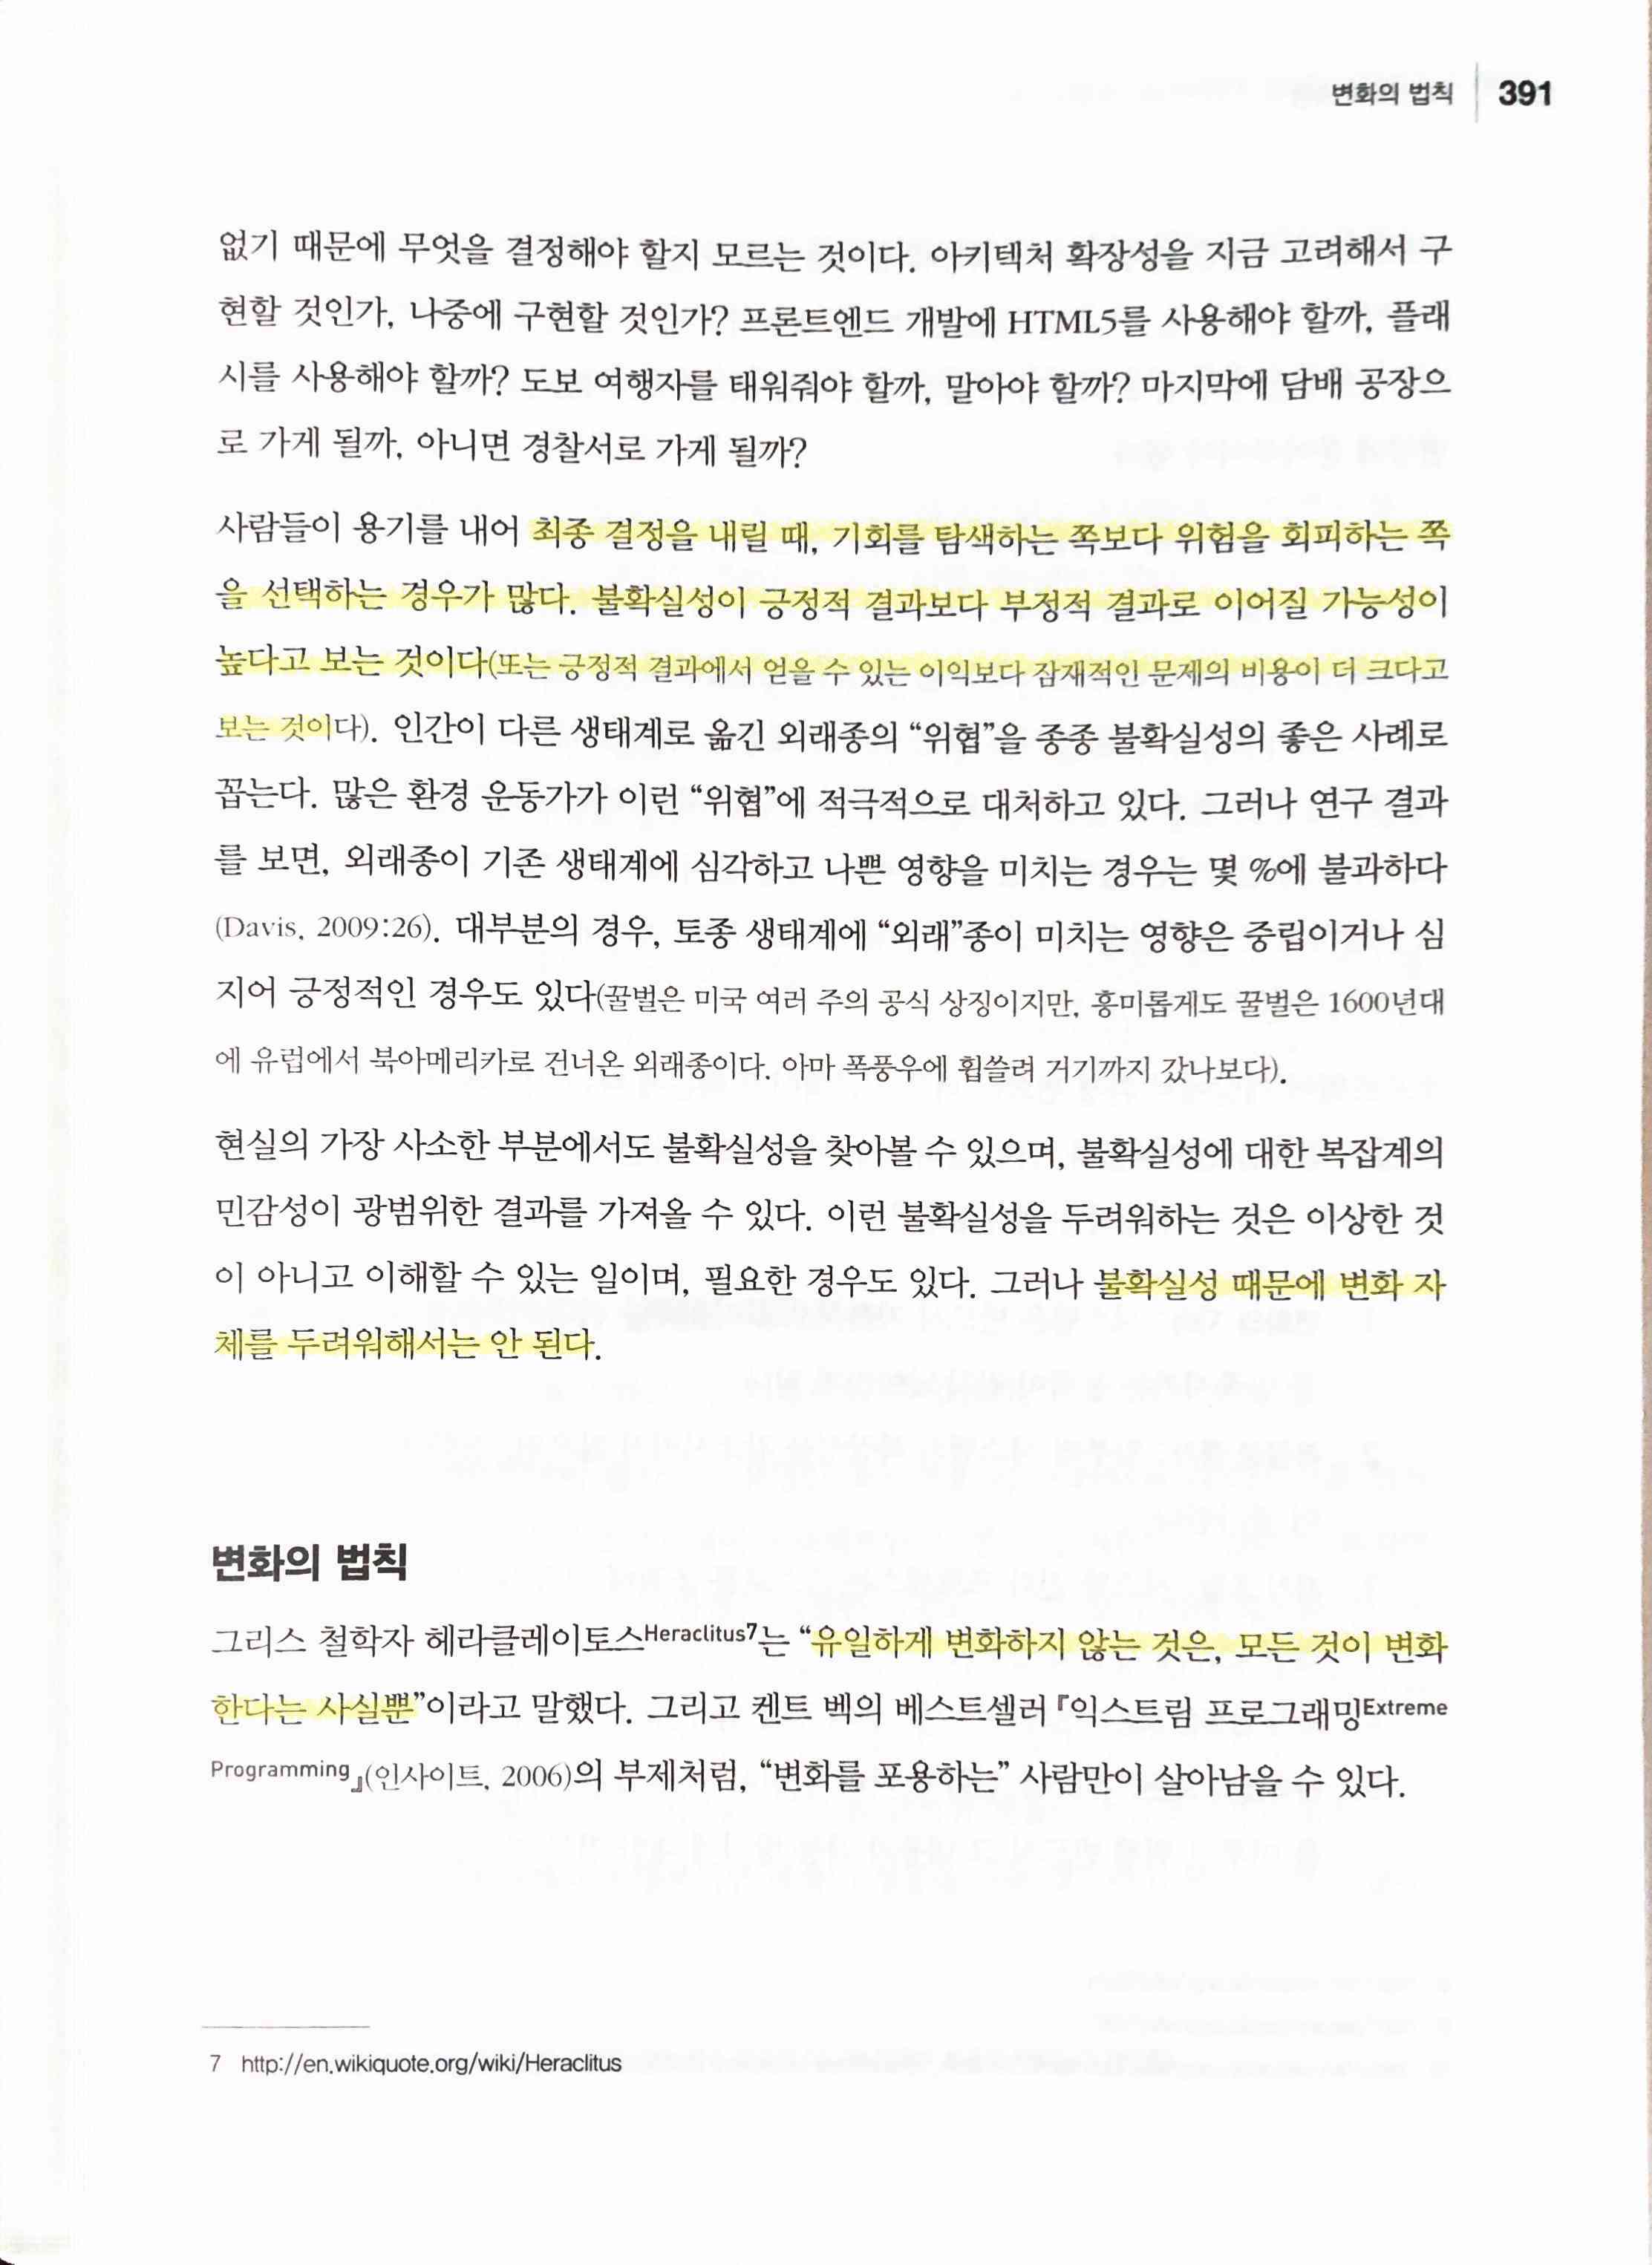 변화의 법칙 391
없기 때문에 무엇을 결정해야 할지 모르는 것이다. 아키텍처 확장성을 지금 고려해서 구
현할 것인가, 나중에 구현할 것인가? 프론트엔드 개발에 HTML5를 사용해야 할까, 플래
시를 사용해야 할까? 도보 여행자를 태워줘야 할까, 말아야 할까? 마지막에 담배 공장으
로 가게 될까, 아니면 경찰서로 가게 될까?
사람들이 용기를 내어 최종 결정을 내릴 때, 기회를 탐색하는 쪽보다 위험을 회피하는 쪽
을 선택하는 경우가 많다. 불확실성이 긍정적 결과보다 부정적 결과로 이어질 가능성이
높다고 보는 것이다(또는 긍정적 결과에서 얻을 수 있는 이익보다 잠재적인 문제의 비용이 더 크다고
보는 것이다). 인간이 다른 생태계로 옮긴 외래종의 “위협”을 종종 불확실성의 좋은 사례로
꼽는다. 많은 환경 운동가가 이런 “위협”에 적극적으로 대처하고 있다. 그러나 연구 결과
를 보면, 외래종이 기존 생태계에 심각하고 나쁜 영향을 미치는 경우는 몇 %에 불과하다
(Davis, 2009:26). 대부분의 경우, 토종 생태계에 “외래”종이 미치는 영향은 중립이거나 심
지어 긍정적인 경우도 있다(꿀벌은 미국 여러 주의 공식 상징이지만, 흥미롭게도 꿀벌은 1600년대
에 유럽에서 북아메리카로 건너온 외래종이다. 아마 폭풍우에 휩쓸려 거기까지 갔나보다).
현실의 가장 사소한 부분에서도 불확실성을 찾아볼 수 있으며, 불확실성에 대한 복잡계의
민감성이 광범위한 결과를 가져올 수 있다. 이런 불확실성을 두려워하는 것은 이상한 것
이 아니고 이해할 수 있는 일이며, 필요한 경우도 있다. 그러나 불확실성 때문에 변화 자
체를 두려워해서는 안 된다.
변화의 법칙
그리스 철학자 헤라클레이토스Heraclitus7는 “유일하게 변화하지 않는 것은, 모든 것이 변화
한다는 사실뿐”이라고 말했다. 그리고 켄트 벡의 베스트셀러 『익스트림 프로그래밍Extreme
Programming』(인사이트, 2006)의 부제처럼, “변화를 포용하는” 사람만이 살아남을 수 있다.
7 http://en.wikiquote.org/wiki/Heraclitus